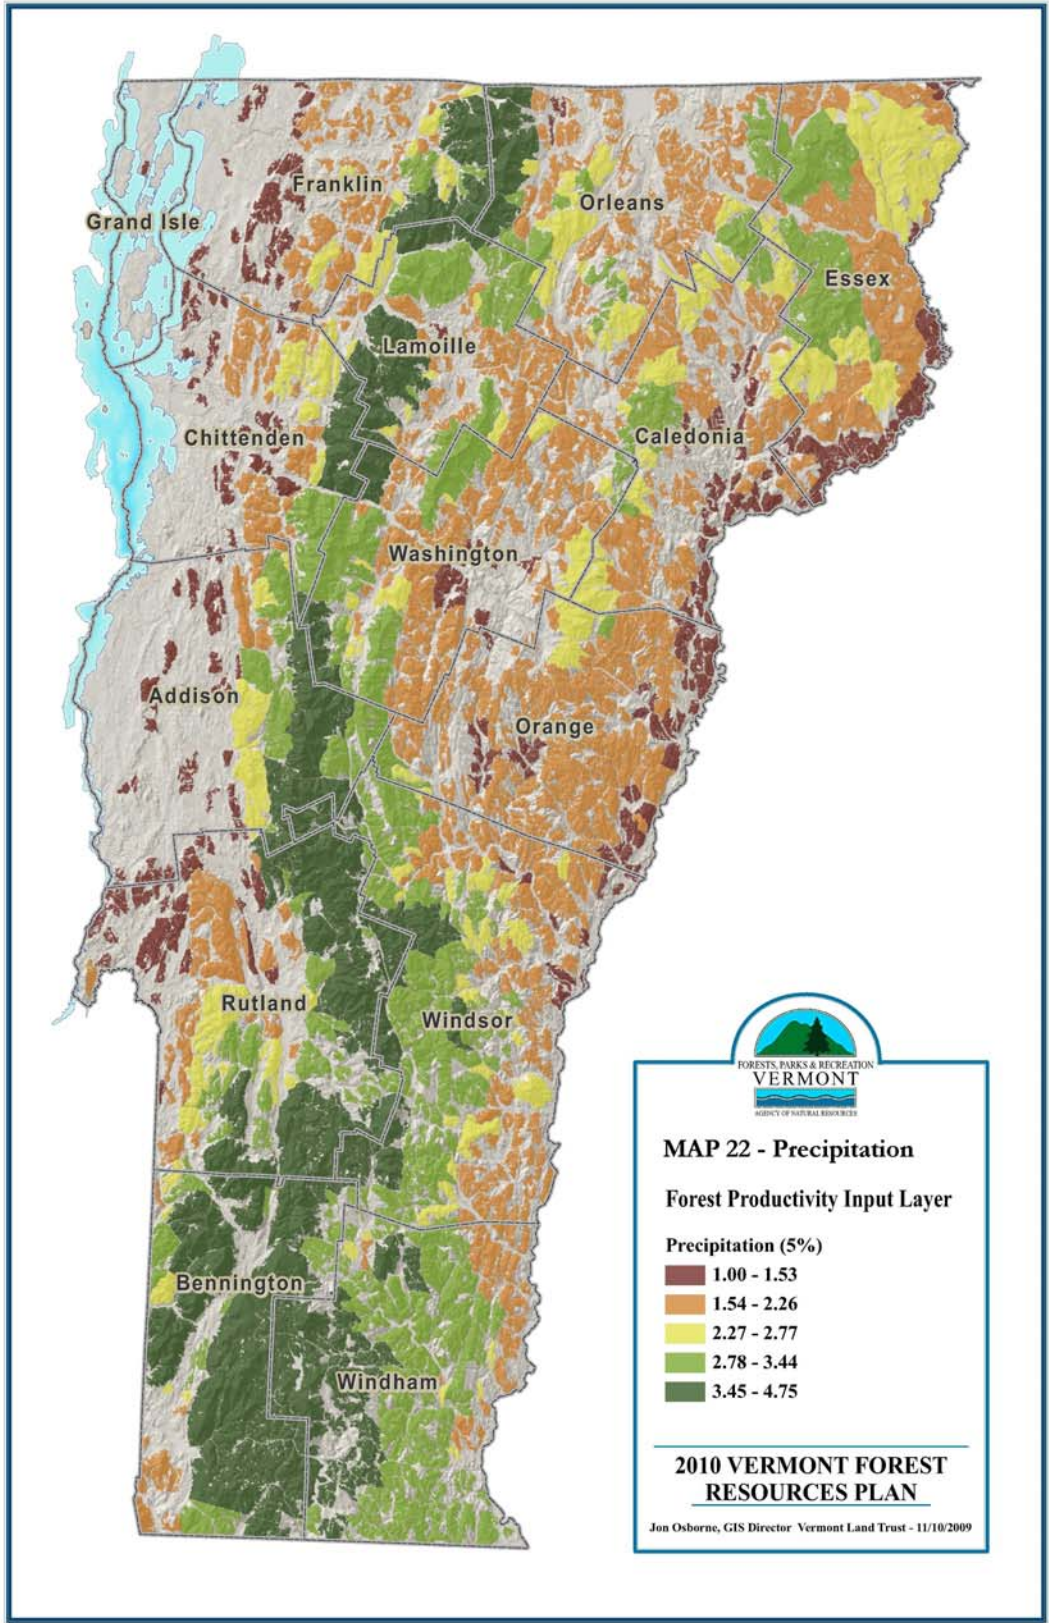 Franklin
Orleans
Grand Isle
Essex
Lamoille
Chittenden
Caledonia
Washington
Addison
Orange
Rutland
Windsor
Bennington
Windham
FORESTS, PARKS & RECREATION
VERMONT
AGENCY OF NATURAL RESOURCES
MAP 22 - Precipitation
Forest Productivity Input Layer
Precipitation (5%)
1.00 - 1.53
1.54 - 2.26
2.27 - 2.77
2.78 - 3.44
3.45 - 4.75
2010 VERMONT FOREST
RESOURCES PLAN
Jon Osborne, GIS Director Vermont Land Trust - 11/10/2009